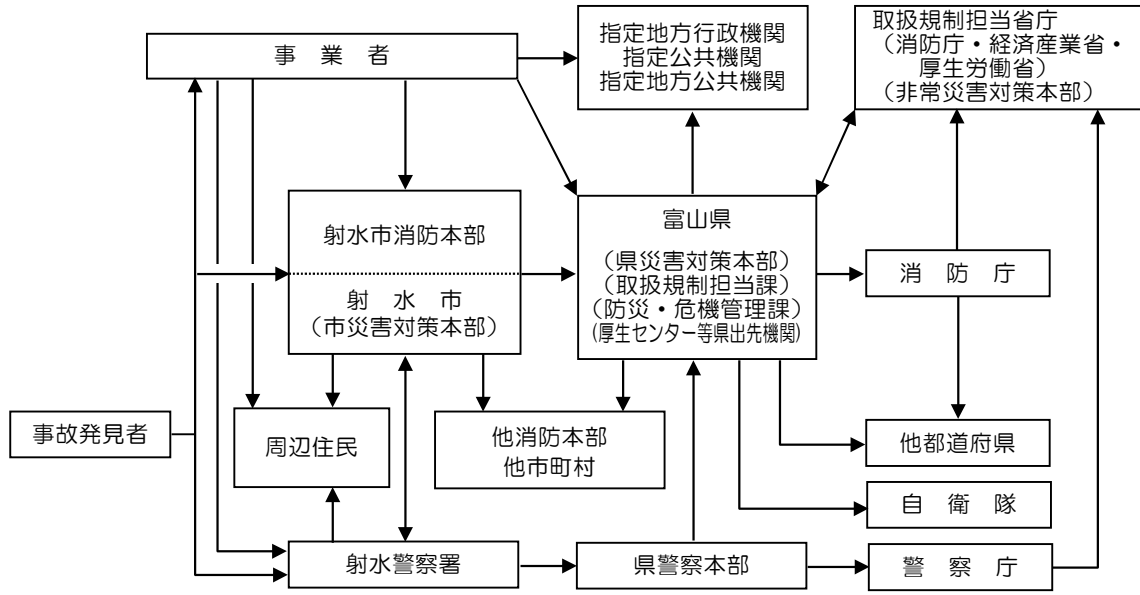 事　業　者
指定地方行政機関
指定公共機関
指定地方公共機関
取扱規制担当省庁
（消防庁・経済産業省・
厚生労働省）
（非常災害対策本部）
射水市消防本部
射　水　市
（市災害対策本部）
富山県
（県災害対策本部）
（取扱規制担当課）
（防災・危機管理課）
（厚生センター等県出先機関）
消　防　庁
事故発見者
周辺住民
他消防本部
他市町村
他都道府県
自　衛　隊
射水警察署
県警察本部
警　察　庁